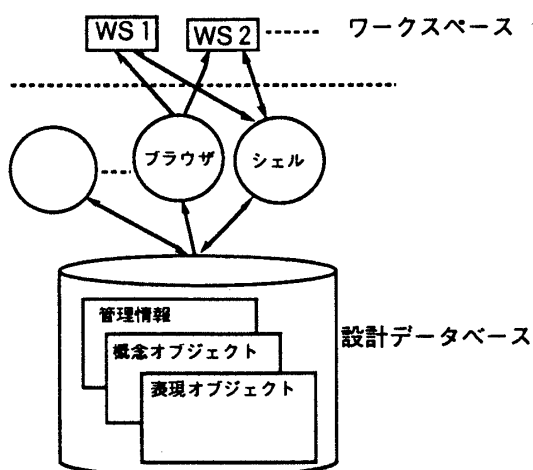 WS 1 WS 2 ワークスペース
ブラウザ シェル
管理情報
概念オブジェクト
表現オブジェクト
設計データベース